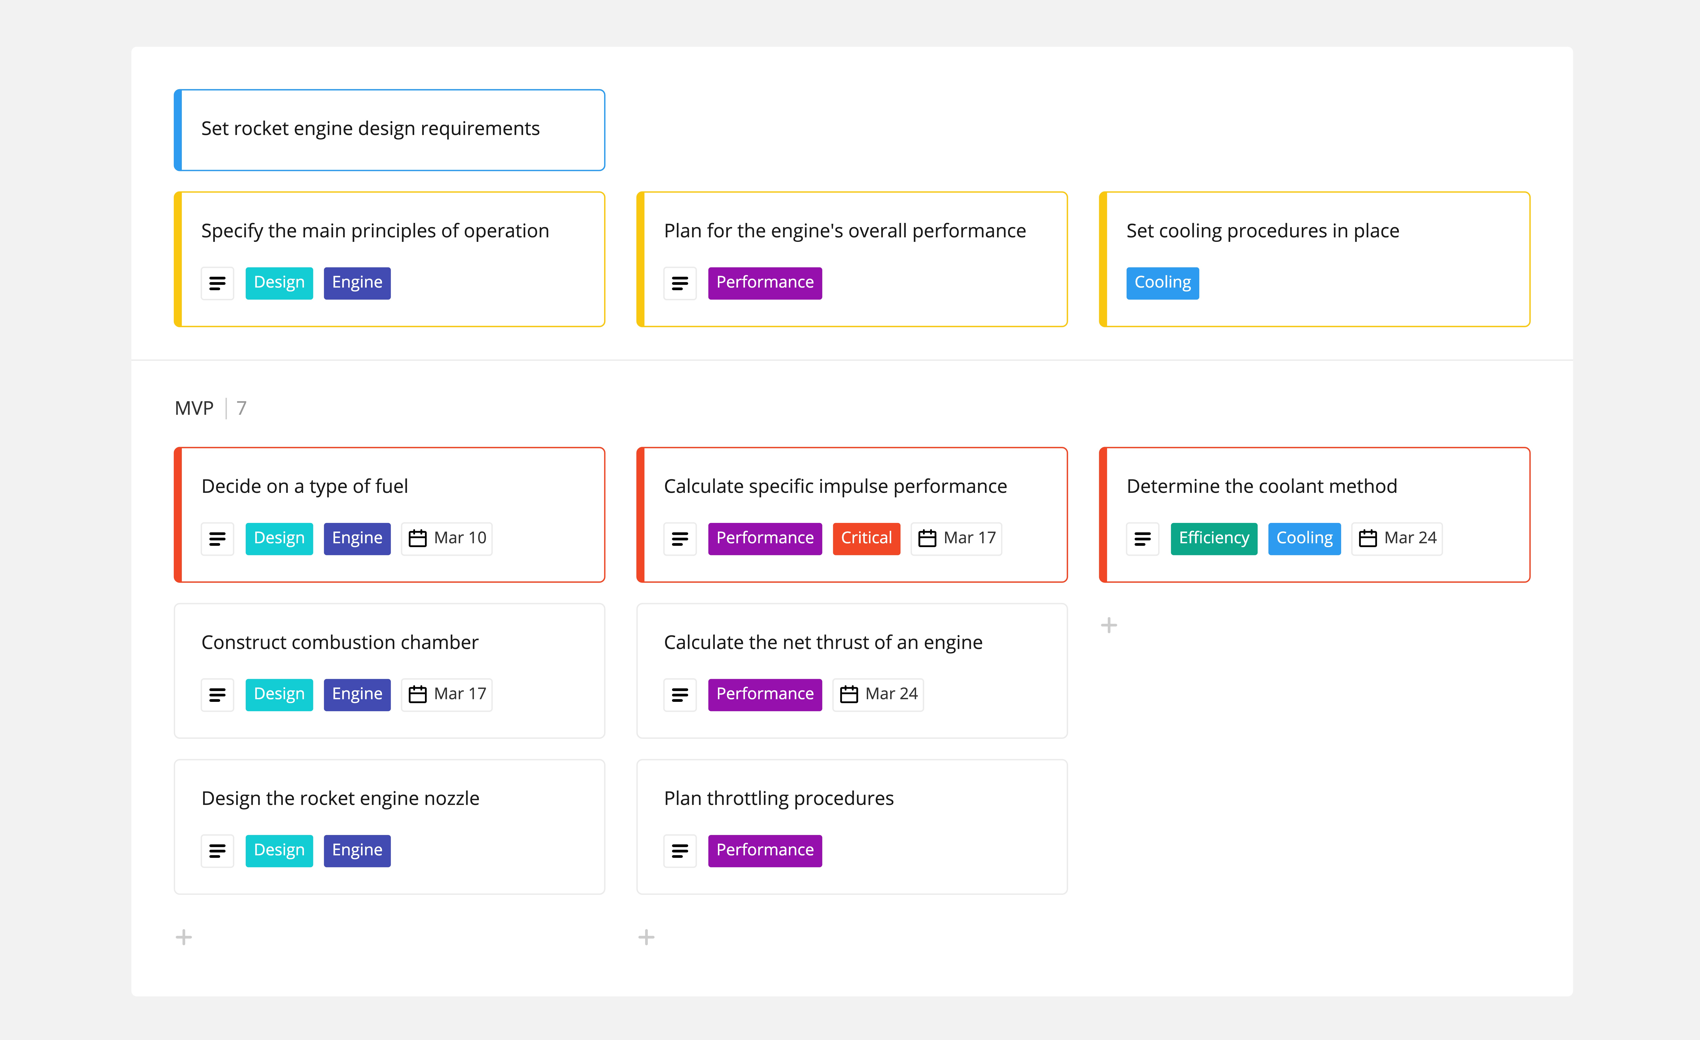 Set rocket engine design requirements
Specify the main principles of operation
Design Engine
Plan for the engine's overall performance
Performance
Set cooling procedures in place
Cooling
MVP 7
Decide on a type of fuel
Design Engine Mar 10
Calculate specific impulse performance
Performance Critical Mar 17
Determine the coolant method
Efficiency Cooling Mar 24
Construct combustion chamber
Design Engine Mar 17
Calculate the net thrust of an engine
Performance Mar 24
Design the rocket engine nozzle
Design Engine
Plan throttling procedures
Performance